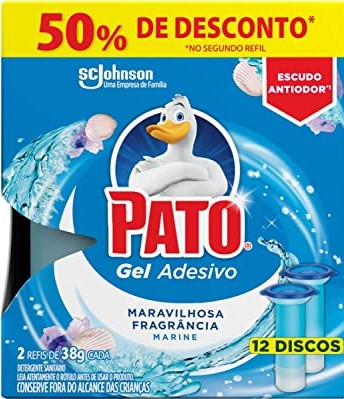 50% DE DESCONTO*
*NO SEGUNDO REFIL
SCJohnson
Uma Empresa de Família
ESCUDO
ANTIODOR*¹
PATO®
Gel Adesivo
MARAVILHOSA
FRAGRÂNCIA
MARINE
12 DISCOS
2 REFIS DE 38g CADA
DETERGENTE SANITÁRIO
LEIA ATENTAMENTE O RÓTULO ANTES DE USAR O PRODUTO.
CONSERVE FORA DO ALCANCE DAS CRIANÇAS